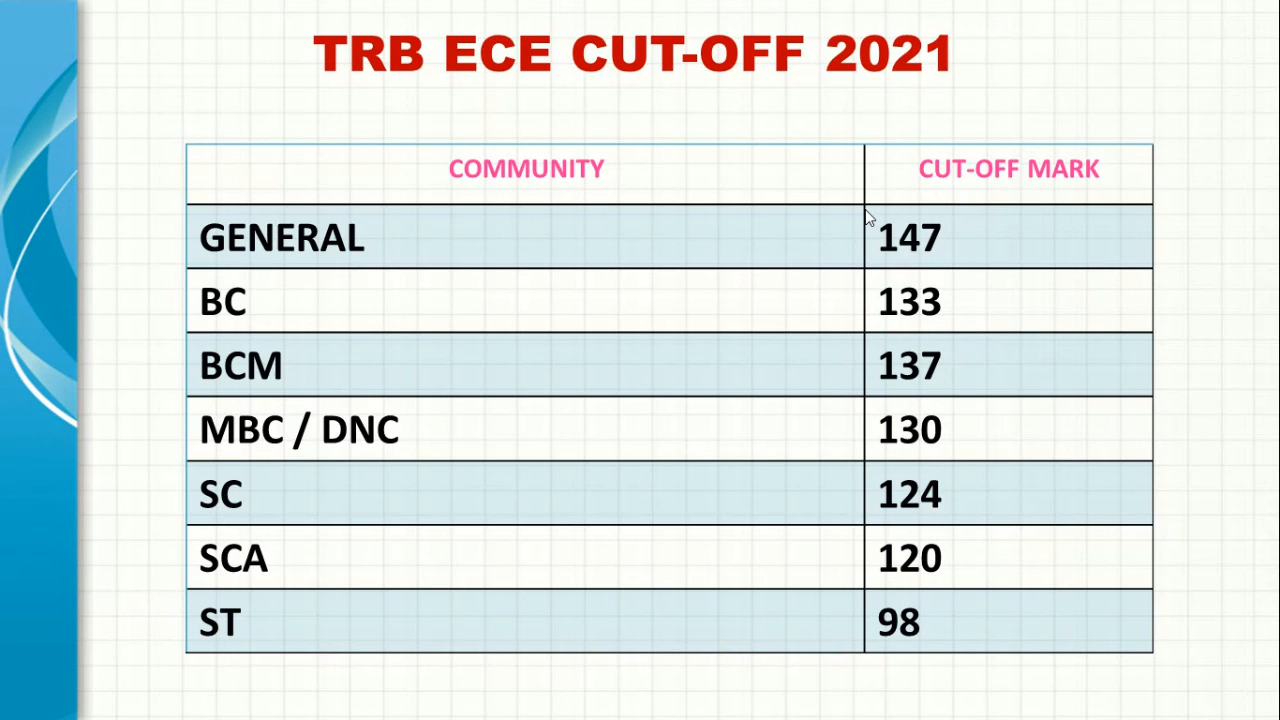 TRB ECE CUT-OFF 2021
COMMUNITY CUT-OFF MARK
GENERAL 147
BC 133
BCM 137
MBC / DNC 130
SC 124
SCA 120
ST 98